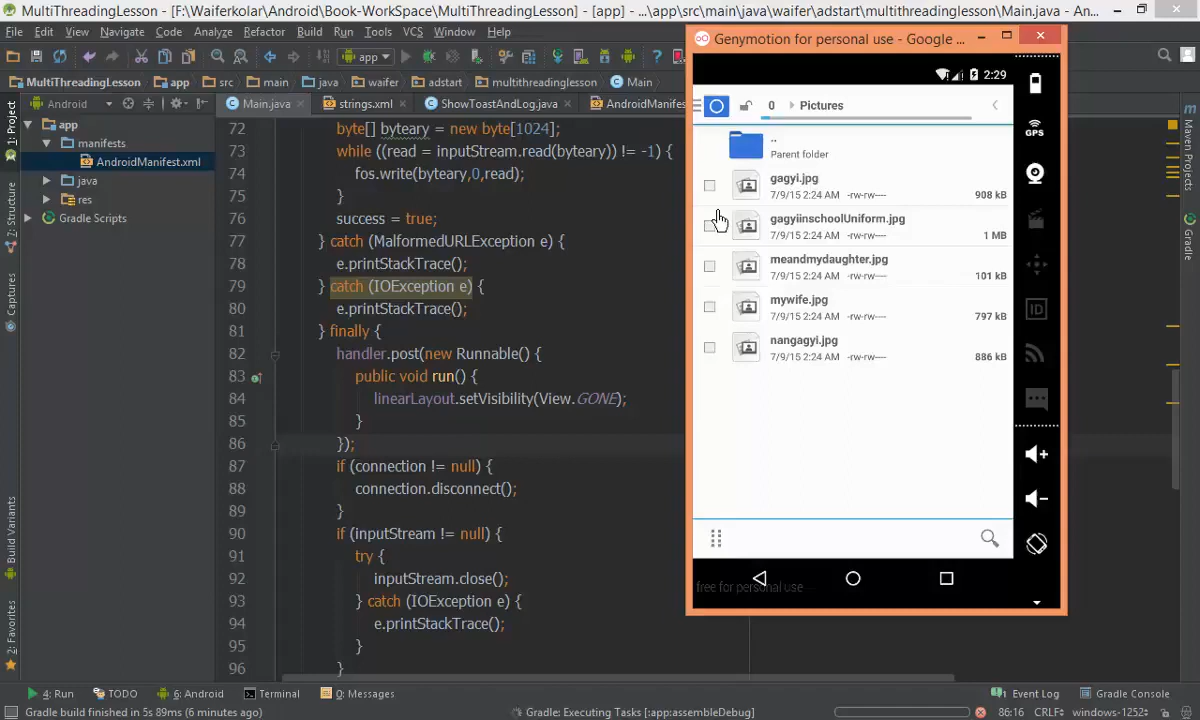 MultiThreadingLesson - [F:\Waiferkolar\Android\Book-WorkSpace\MultiThreadingLesson] - [app] - ...\app\src\main\java\waifer\adstart\multithreadinglesson\Main.java - An...
File Edit View Navigate Code Analyze Refactor Build Run Tools VCS Window Help
app
MultiThreadingLesson app src main java waifer adstart multithreadinglesson Main
Android
Main.java strings.xml ShowToastAndLog.java AndroidManifes
1: Project
7: Structure
Captures
Build Variants
2: Favorites
app
manifests
AndroidManifest.xml
java
res
Gradle Scripts
72 byte[] byteary = new byte[1024];
73 while ((read = inputStream.read(byteary)) != -1) {
74 fos.write(byteary,0,read);
75 }
76 success = true;
77 } catch (MalformedURLException e) {
78 e.printStackTrace();
79 } catch (IOException e) {
80 e.printStackTrace();
81 } finally {
82 handler.post(new Runnable() {
83 public void run() {
84 linearLayout.setVisibility(View.GONE);
85 }
86 });
87 if (connection != null) {
88 connection.disconnect();
89 }
90 if (inputStream != null) {
91 try {
92 inputStream.close();
93 } catch (IOException e) {
94 e.printStackTrace();
95 }
96 }
Genymotion for personal use - Google ...
2:29
0 Pictures
..
Parent folder
gagyi.jpg
7/9/15 2:24 AM -rw-rw---- 908 kB
gagyiinschoolUniform.jpg
7/9/15 2:24 AM -rw-rw---- 1 MB
meandmydaughter.jpg
7/9/15 2:24 AM -rw-rw---- 101 kB
mywife.jpg
7/9/15 2:24 AM -rw-rw---- 797 kB
nangagyi.jpg
7/9/15 2:24 AM -rw-rw---- 886 kB
free for personal use
GPS
ID
Maven Projects
Gradle
4: Run TODO 6: Android Terminal 0: Messages Event Log Gradle Console
Gradle build finished in 5s 89ms (6 minutes ago) Gradle: Executing Tasks [:app:assembleDebug] 86:16 CRLF windows-1252